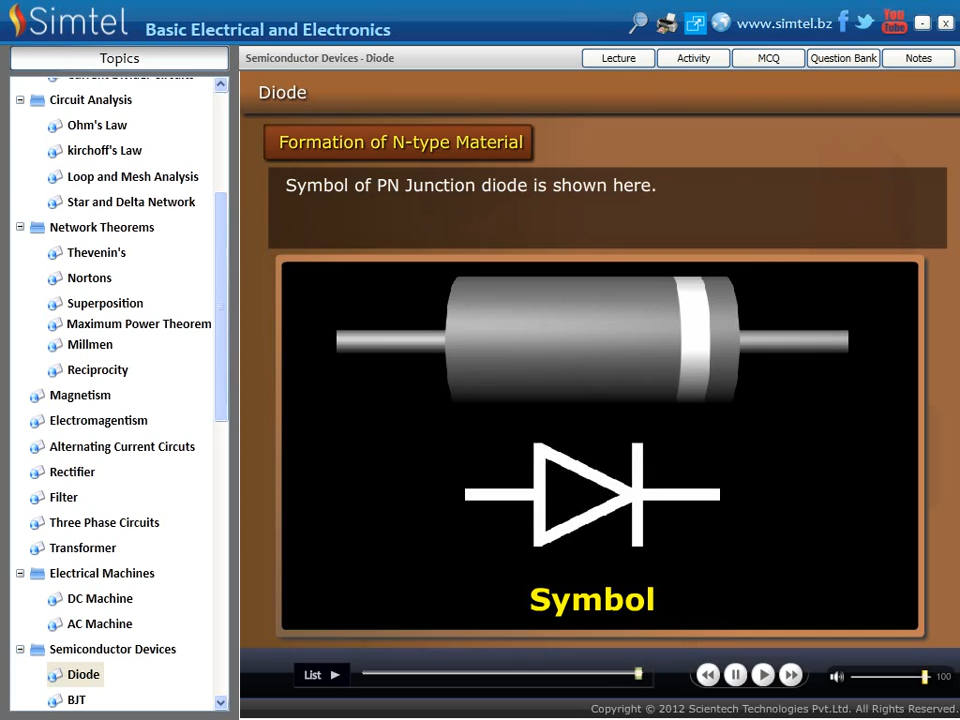 Simtel
Basic Electrical and Electronics
www.simtel.bz
You
Tube
Topics
Semiconductor Devices - Diode
Lecture
Activity
MCQ
Question Bank
Notes
Circuit Analysis
Ohm's Law
kirchoff's Law
Loop and Mesh Analysis
Star and Delta Network
Network Theorems
Thevenin's
Nortons
Superposition
Maximum Power Theorem
Millmen
Reciprocity
Magnetism
Electromagentism
Alternating Current Circuts
Rectifier
Filter
Three Phase Circuits
Transformer
Electrical Machines
DC Machine
AC Machine
Semiconductor Devices
Diode
BJT
Diode
Formation of N-type Material
Symbol of PN Junction diode is shown here.
Symbol
List
100
Copyright © 2012 Scientech Technologies Pvt.Ltd. All Rights Reserved.